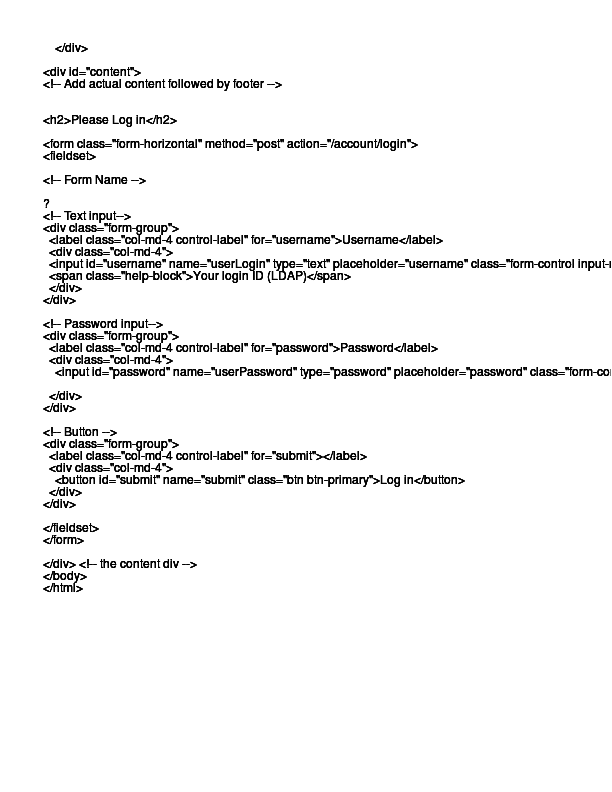 </div>
<div id="content">
<!-- Add actual content followed by footer -->
<h2>Please Log in</h2>
<form class="form-horizontal" method="post" action="/account/login">
<fieldset>
<!-- Form Name -->
?
<!-- Text input-->
<div class="form-group">
<label class="col-md-4 control-label" for="username">Username</label>
<div class="col-md-4">
<input id="username" name="userLogin" type="text" placeholder="username" class="form-control
<span class="help-block">Your login ID (LDAP)</span>
</div>
</div>
<!-- Password input-->
<div class="form-group">
<label class="col-md-4 control-label" for="password">Password</label>
<div class="col-md-4">
<input id="password" name="userPassword" type="password" placeholder="password"
</div>
</div>
<!-- Button -->
<div class="form-group">
<label class="col-md-4 control-label" for="submit"></label>
<div class="col-md-4">
<button id="submit" name="submit" class="btn btn-primary">Log in</button>
</div>
</div>
</fieldset>
</form>
</div> <!-- the content div -->
</body>
</html>